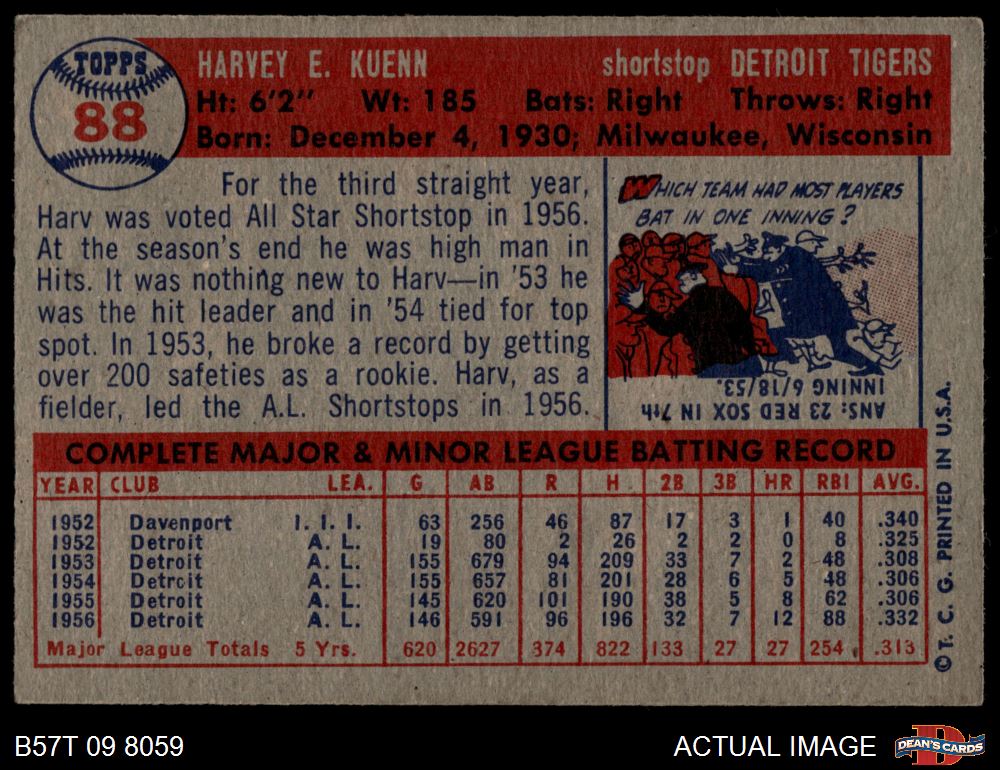 TOPPS
88
HARVEY E. KUENN shortstop DETROIT TIGERS
Ht: 6'2" Wt: 185 Bats: Right Throws: Right
Born: December 4, 1930; Milwaukee, Wisconsin
For the third straight year,
Harv was voted All Star Shortstop in 1956.
At the season's end he was high man in
Hits. It was nothing new to Harv—in '53 he
was the hit leader and in '54 tied for top
spot. In 1953, he broke a record by getting
over 200 safeties as a rookie. Harv, as a
fielder, led the A.L. Shortstops in 1956.
WHICH TEAM HAD MOST PLAYERS
BAT IN ONE INNING?
ANS: 23 RED SOX IN 7th
INNING 6/18/53.
COMPLETE MAJOR & MINOR LEAGUE BATTING RECORD
YEAR CLUB LEA. G AB R H 2B 3B HR RBI AVG.
1952 Davenport I. I. I. 63 256 46 87 17 3 1 40 .340
1952 Detroit A. L. 19 80 2 26 2 2 0 8 .325
1953 Detroit A. L. 155 679 94 209 33 7 2 48 .308
1954 Detroit A. L. 155 657 81 201 28 6 5 48 .306
1955 Detroit A. L. 145 620 101 190 38 5 8 62 .306
1956 Detroit A. L. 146 591 96 196 32 7 12 88 .332
Major League Totals 5 Yrs. 620 2627 374 822 133 27 27 254 .313
© T. C. G. PRINTED IN U.S.A.
B57T 09 8059
ACTUAL IMAGE
DEAN'S CARDS